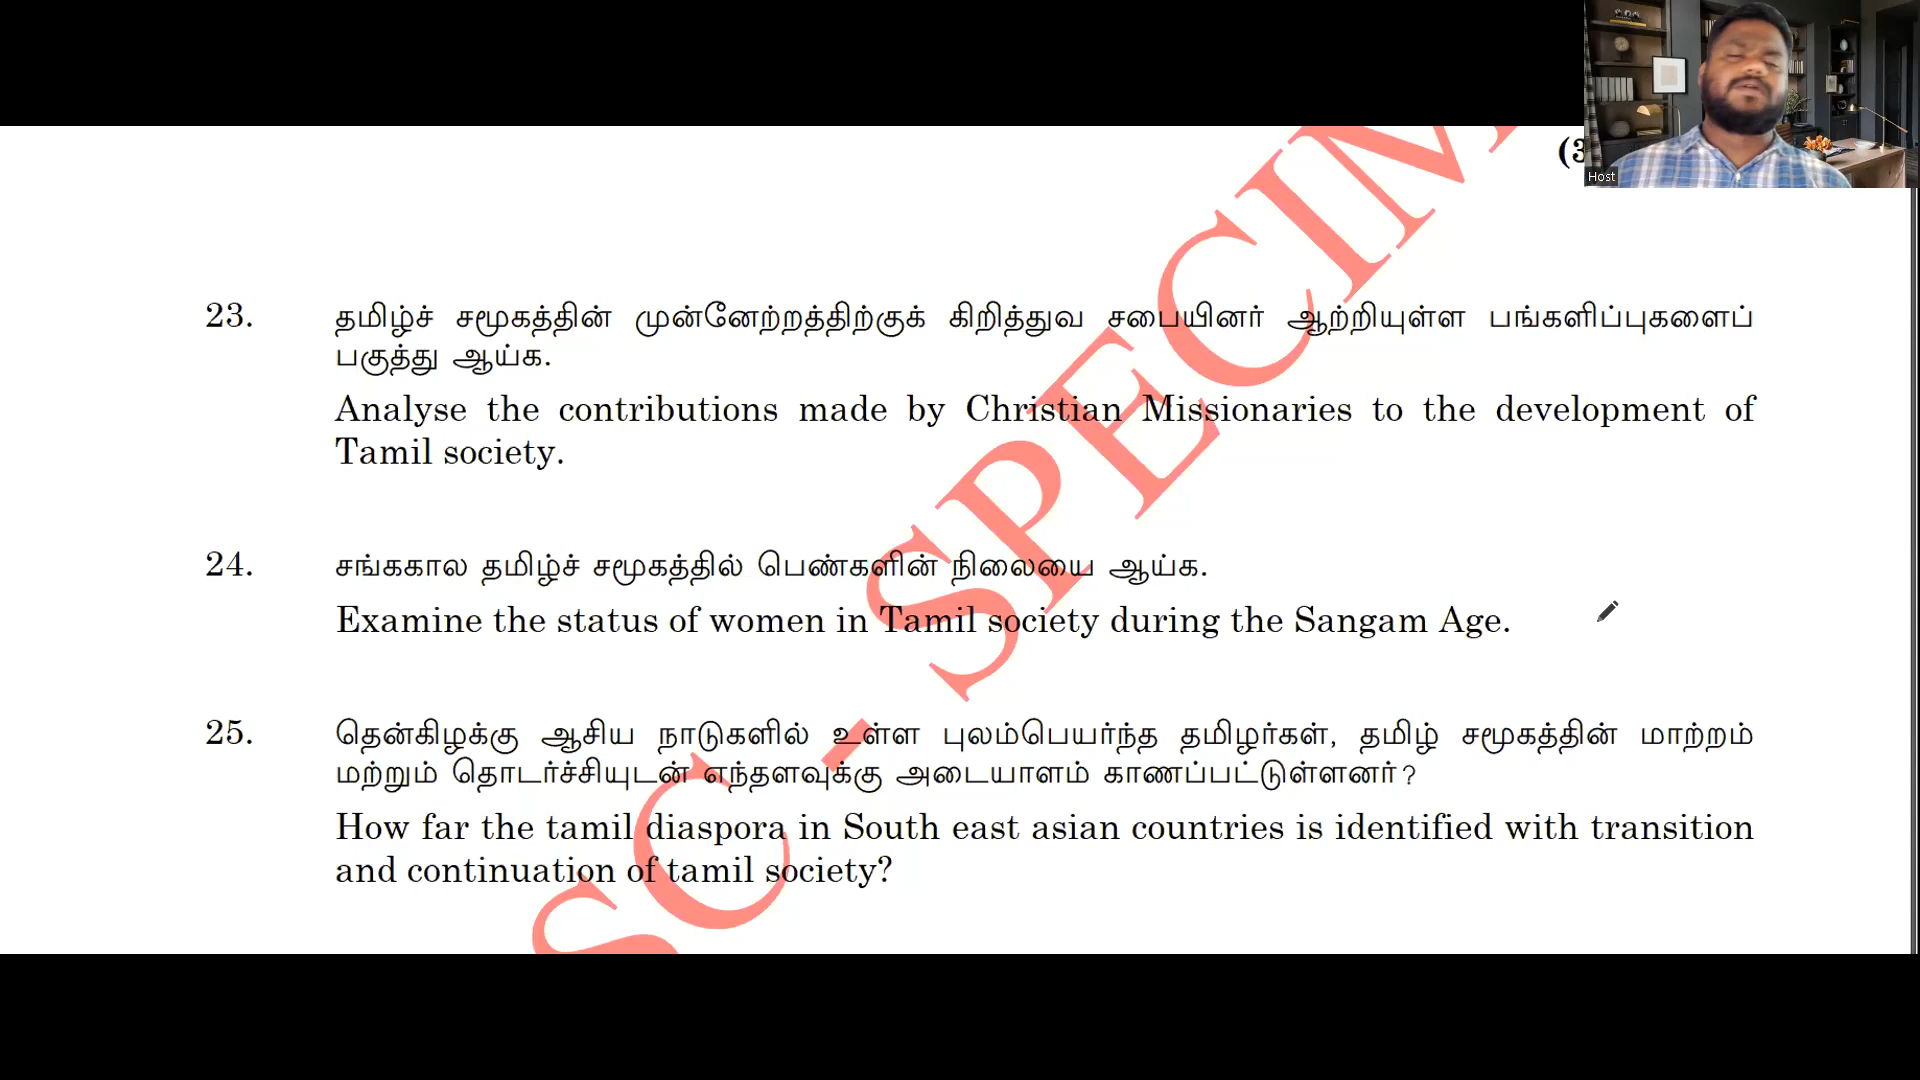 (3
Host
23. தமிழ்ச் சமூகத்தின் முன்னேற்றத்திற்குக் கிறித்துவ சபையினர் ஆற்றியுள்ள பங்களிப்புகளைப்
பகுத்து ஆய்க.
Analyse the contributions made by Christian Missionaries to the development of
Tamil society.
24. சங்ககால தமிழ்ச் சமூகத்தில் பெண்களின் நிலையை ஆய்க.
Examine the status of women in Tamil society during the Sangam Age.
25. தென்கிழக்கு ஆசிய நாடுகளில் உள்ள புலம்பெயர்ந்த தமிழர்கள், தமிழ் சமூகத்தின் மாற்றம்
மற்றும் தொடர்ச்சியுடன் எந்தளவுக்கு அடையாளம் காணப்பட்டுள்ளனர்?
How far the tamil diaspora in South east asian countries is identified with transition
and continuation of tamil society?
SC - SPECIM